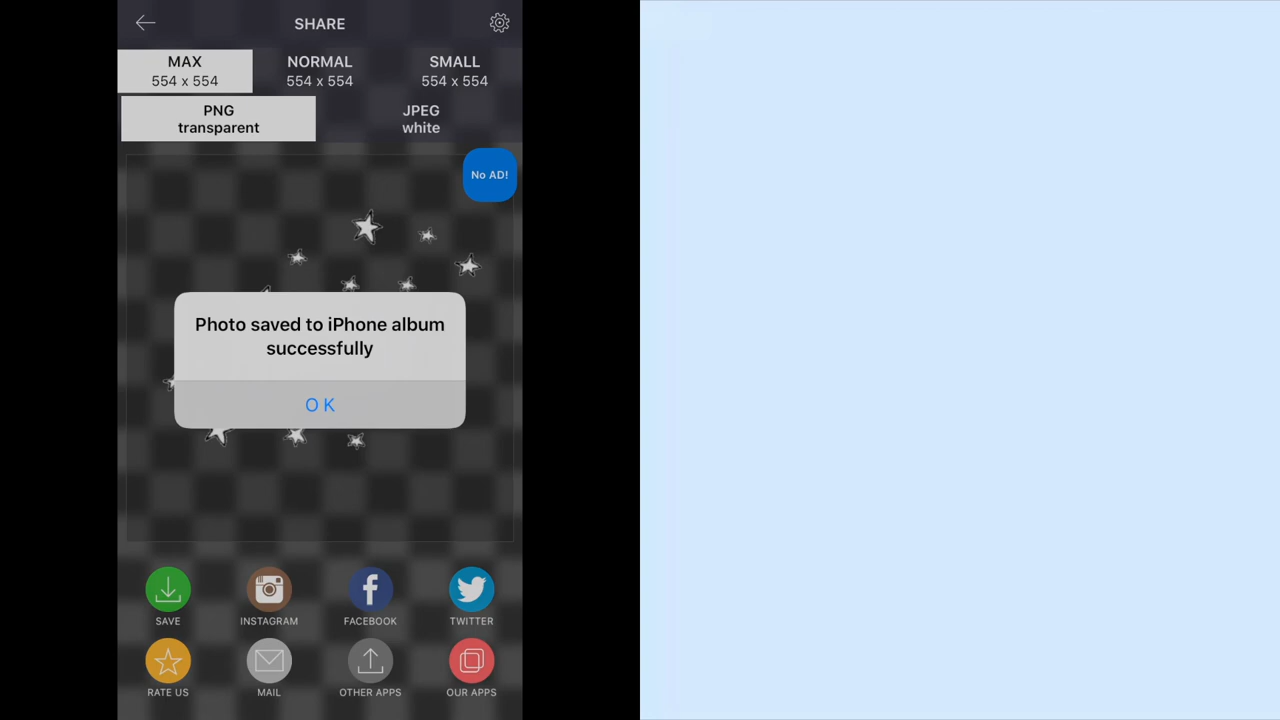 SHARE
MAX NORMAL SMALL
554 x 554 554 x 554 554 x 554
PNG JPEG
transparent white
No AD!
Photo saved to iPhone album
successfully
O K
SAVE INSTAGRAM FACEBOOK TWITTER
RATE US MAIL OTHER APPS OUR APPS